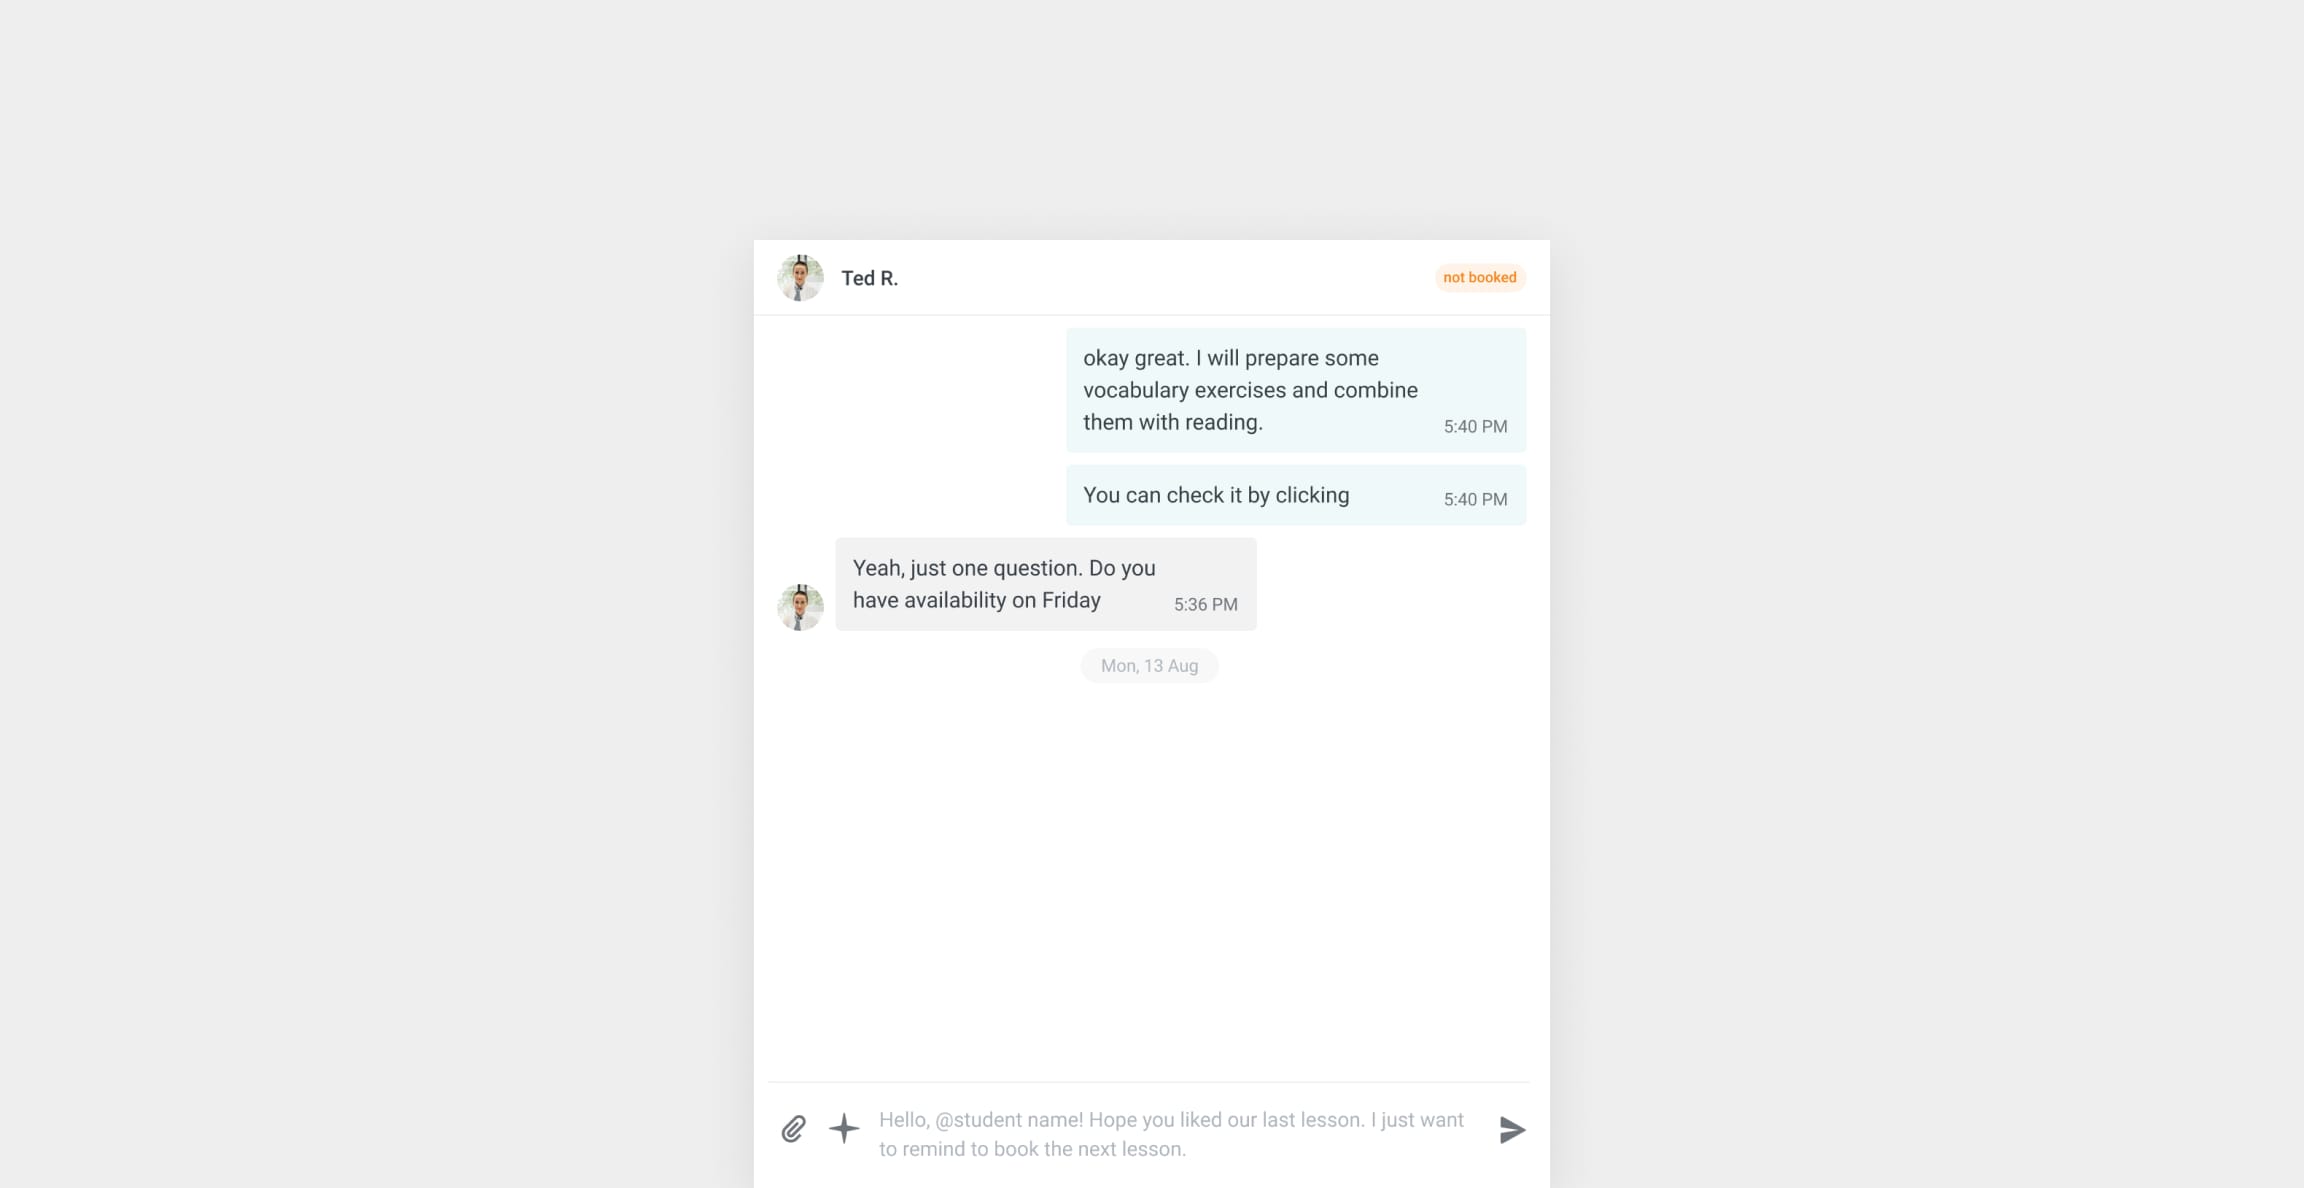 Ted R.
not booked
okay great. I will prepare some
vocabulary exercises and combine
them with reading.
5:40 PM
You can check it by clicking
5:40 PM
Yeah, just one question. Do you
have availability on Friday
5:36 PM
Mon, 13 Aug
Hello, @student name! Hope you liked our last lesson. I just want
to remind to book the next lesson.